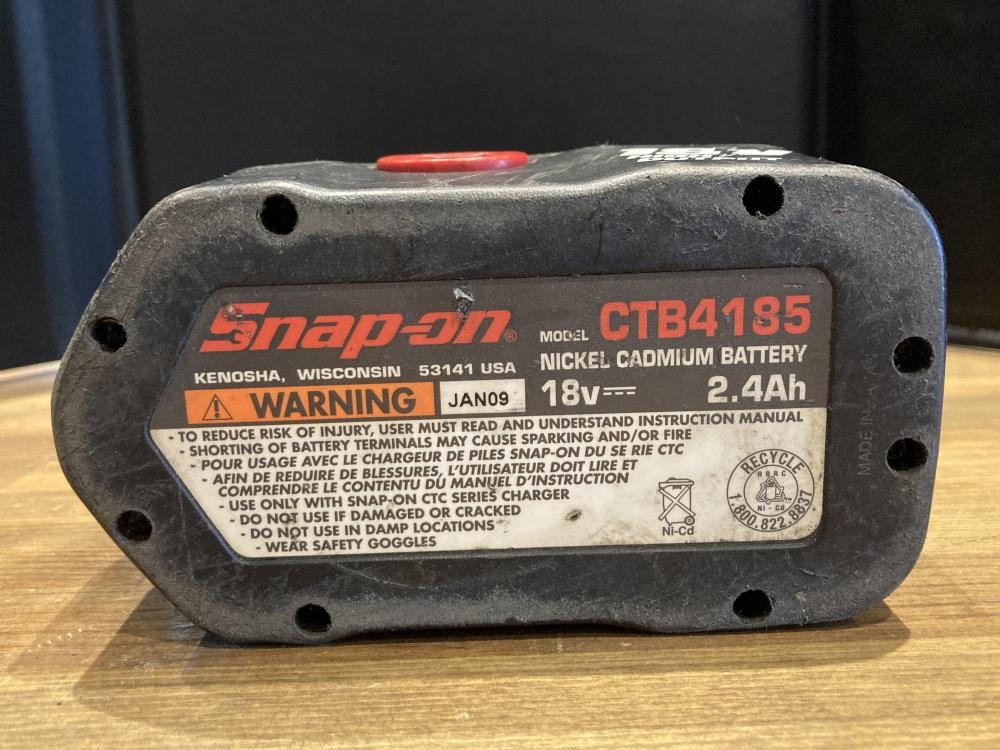 Snap-on®
MODEL CTB4185
KENOSHA, WISCONSIN 53141 USA
NICKEL CADMIUM BATTERY
WARNING
JAN09
18v
2.4Ah
- TO REDUCE RISK OF INJURY, USER MUST READ AND UNDERSTAND INSTRUCTION MANUAL
- SHORTING OF BATTERY TERMINALS MAY CAUSE SPARKING AND/OR FIRE
- POUR USAGE AVEC LE CHARGEUR DE PILES SNAP-ON DU SE RIE CTC
- AFIN DE REDUIRE DE BLESSURES, L'UTILISATEUR DOIT LIRE ET
COMPRENDRE LE CONTENU DU MANUEL D'INSTRUCTION
- USE ONLY WITH SNAP-ON CTC SERIES CHARGER
- DO NOT USE IF DAMAGED OR CRACKED
- DO NOT USE IN DAMP LOCATIONS
- WEAR SAFETY GOGGLES
Ni-Cd
RECYCLE
RBRC
Ni-Cd
TM
1.800.822.8837
MADE IN